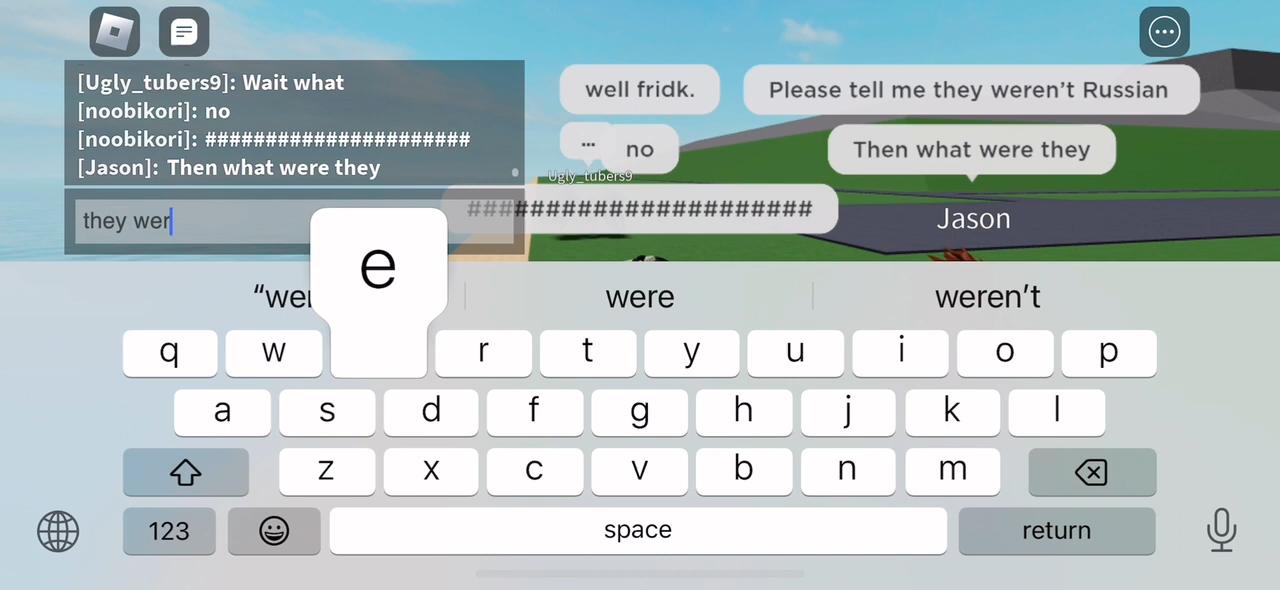 [Ugly_tubers9]: Wait what
[noobikori]: no
[noobikori]: ######################
[Jason]: Then what were they
they wer
well fridk.
Please tell me they weren’t Russian
... no
Then what were they
Ugly_tubers9
######################
Jason
e
were
weren’t
q w r t y u i o p
a s d f g h j k l
z x c v b n m
123 space return